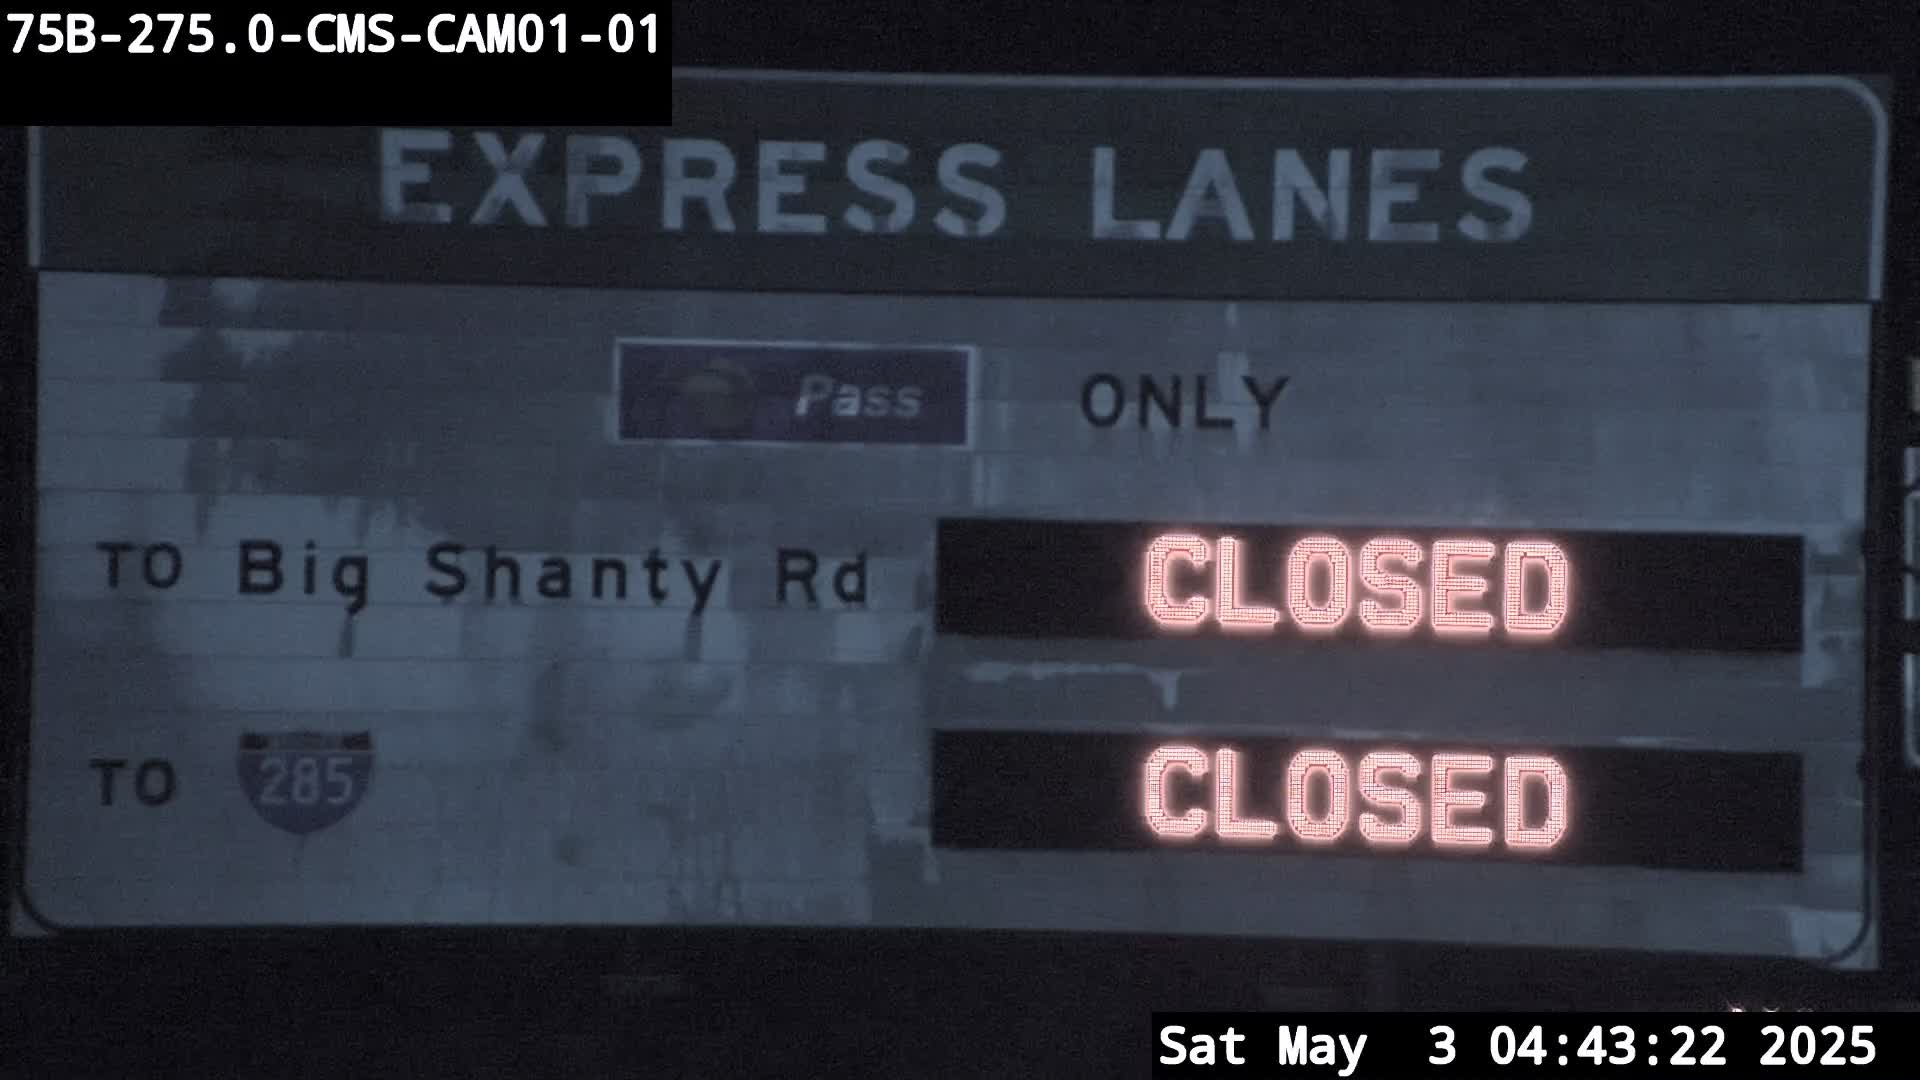 75B-275.0-CMS-CAM01-01
EXPRESS LANES
Pass ONLY
TO Big Shanty Rd CLOSED
TO 285 CLOSED
Sat May 3 04:43:22 2025